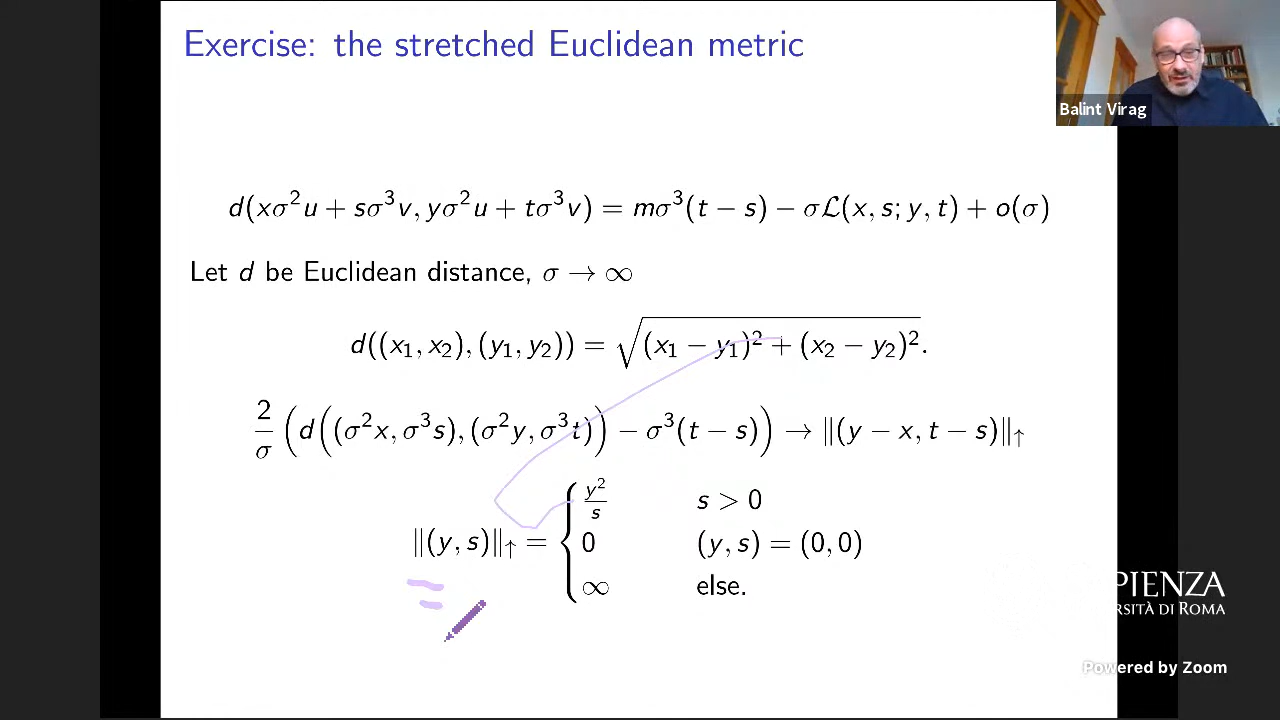 Exercise: the stretched Euclidean metric
Balint Virag
d(xσ²u + sσ³v, yσ²u + tσ³v) = mσ³(t − s) − σℒ(x, s; y, t) + o(σ)
Let d be Euclidean distance, σ → ∞
d((x₁, x₂), (y₁, y₂)) = √((x₁ − y₁)² + (x₂ − y₂)²).
2/σ (d((σ²x, σ³s), (σ²y, σ³t)) − σ³(t − s)) → ‖(y − x, t − s)‖↑
‖(y, s)‖↑ = { y²/s s > 0
0 (y, s) = (0, 0)
∞ else.
PIENZA
RSITÀ DI ROMA
Powered by Zoom